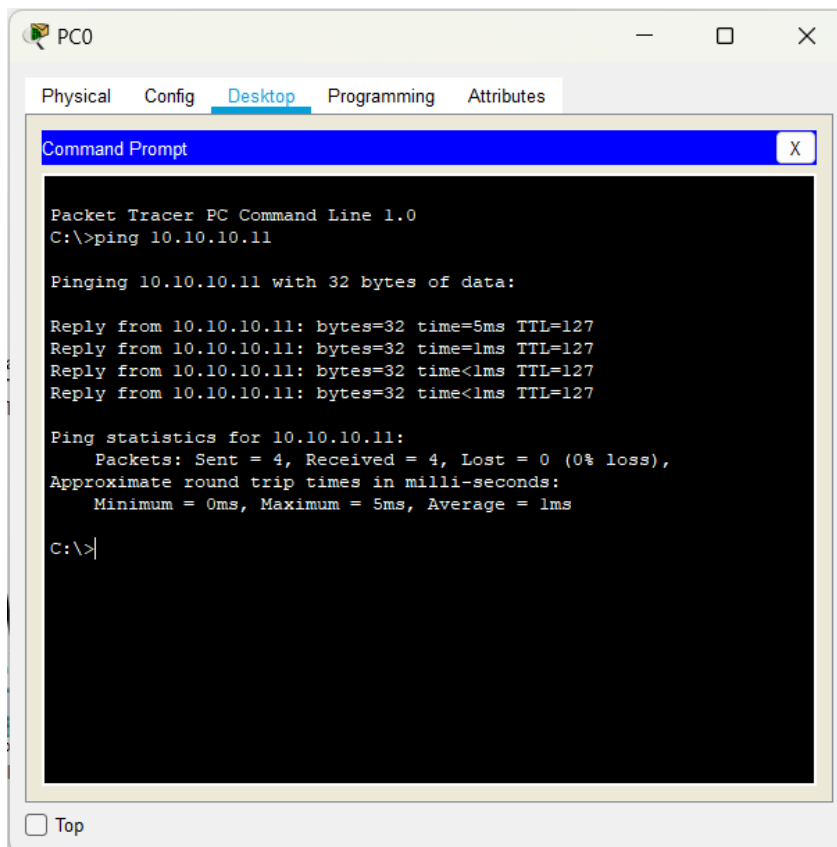 PC0
Physical Config Desktop Programming Attributes
Command Prompt
X
Packet Tracer PC Command Line 1.0
C:\>ping 10.10.10.11
Pinging 10.10.10.11 with 32 bytes of data:
Reply from 10.10.10.11: bytes=32 time=5ms TTL=127
Reply from 10.10.10.11: bytes=32 time=1ms TTL=127
Reply from 10.10.10.11: bytes=32 time<1ms TTL=127
Reply from 10.10.10.11: bytes=32 time<1ms TTL=127
Ping statistics for 10.10.10.11:
Packets: Sent = 4, Received = 4, Lost = 0 (0% loss),
Approximate round trip times in milli-seconds:
Minimum = 0ms, Maximum = 5ms, Average = 1ms
C:\>
Top